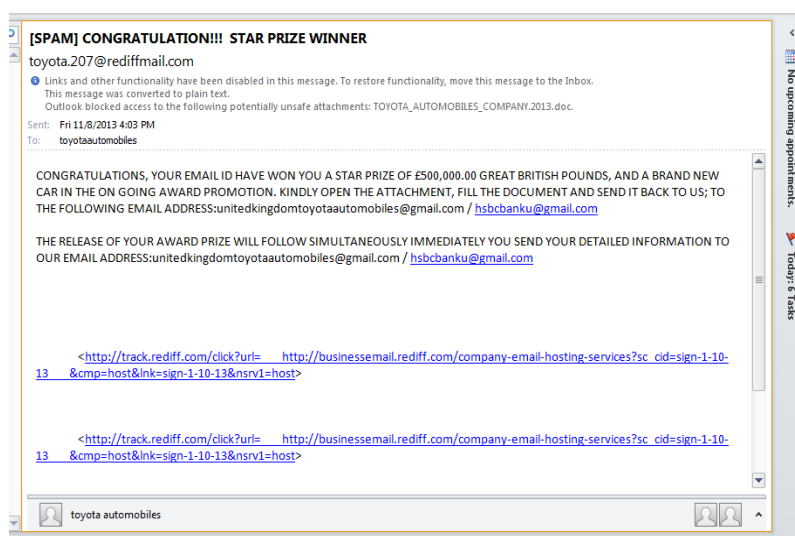 [SPAM] CONGRATULATION!!! STAR PRIZE WINNER
toyota.207@rediffmail.com
Links and other functionality have been disabled in this message. To restore functionality, move this message to the Inbox.
This message was converted to plain text.
Outlook blocked access to the following potentially unsafe attachments: TOYOTA_AUTOMOBILES_COMPANY.2013.doc.
Sent: Fri 11/8/2013 4:03 PM
To: toyotaautomobiles
CONGRATULATIONS, YOUR EMAIL ID HAVE WON YOU A STAR PRIZE OF £500,000.00 GREAT BRITISH POUNDS, AND A BRAND NEW
CAR IN THE ON GOING AWARD PROMOTION. KINDLY OPEN THE ATTACHMENT, FILL THE DOCUMENT AND SEND IT BACK TO US; TO
THE FOLLOWING EMAIL ADDRESS:unitedkingdomtoyotaautomobiles@gmail.com / hsbcbanku@gmail.com
THE RELEASE OF YOUR AWARD PRIZE WILL FOLLOW SIMULTANEOUSLY IMMEDIATELY YOU SEND YOUR DETAILED INFORMATION TO
OUR EMAIL ADDRESS:unitedkingdomtoyotaautomobiles@gmail.com / hsbcbanku@gmail.com
<http://track.rediff.com/click?url=___http://businessemail.rediff.com/company-email-hosting-services?sc_cid=sign-1-10-
13___&cmp=host&lnk=sign-1-10-13&nsrv1=host>
<http://track.rediff.com/click?url=___http://businessemail.rediff.com/company-email-hosting-services?sc_cid=sign-1-10-
13___&cmp=host&lnk=sign-1-10-13&nsrv1=host>
toyota automobiles
No upcoming appointments.
Today: 6 Tasks